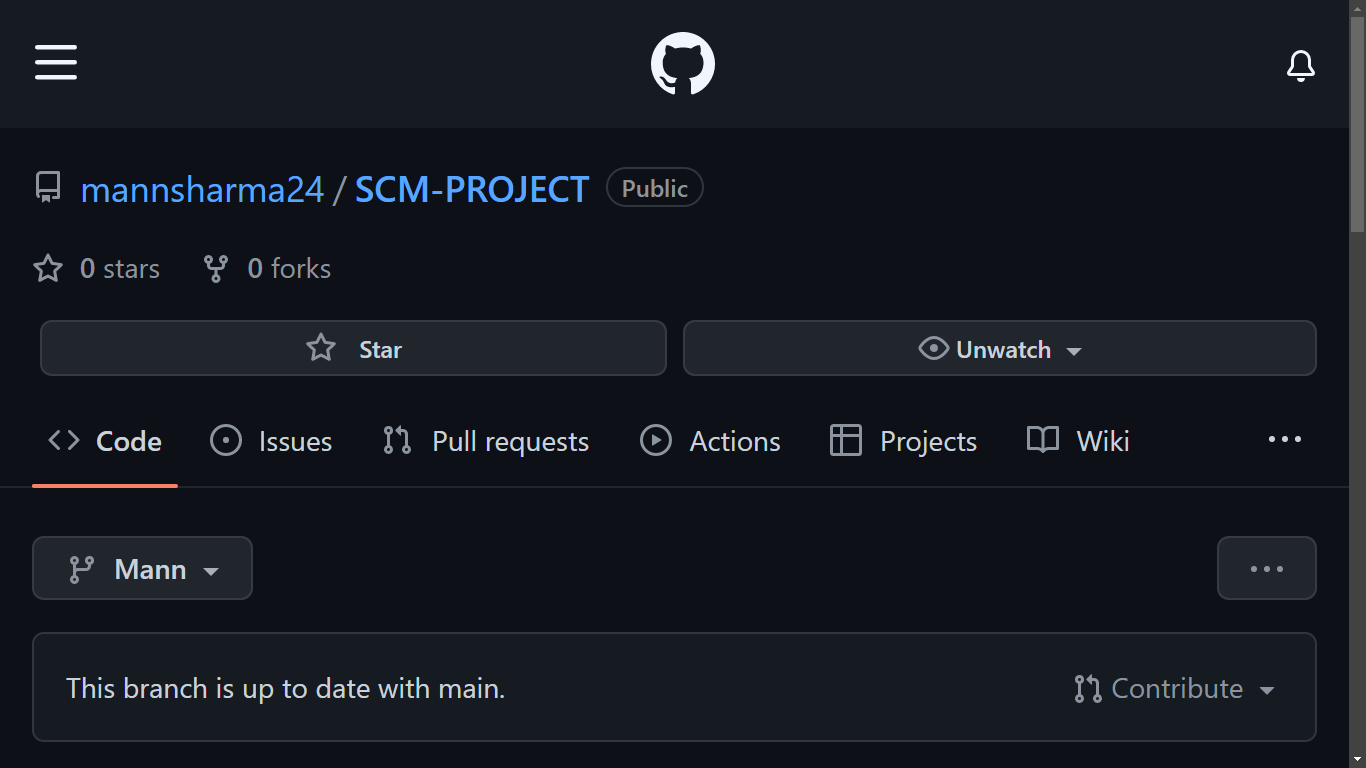 mannsharma24 / SCM-PROJECT Public
0 stars 0 forks
Star Unwatch
Code Issues Pull requests Actions Projects Wiki
Mann
This branch is up to date with main. Contribute